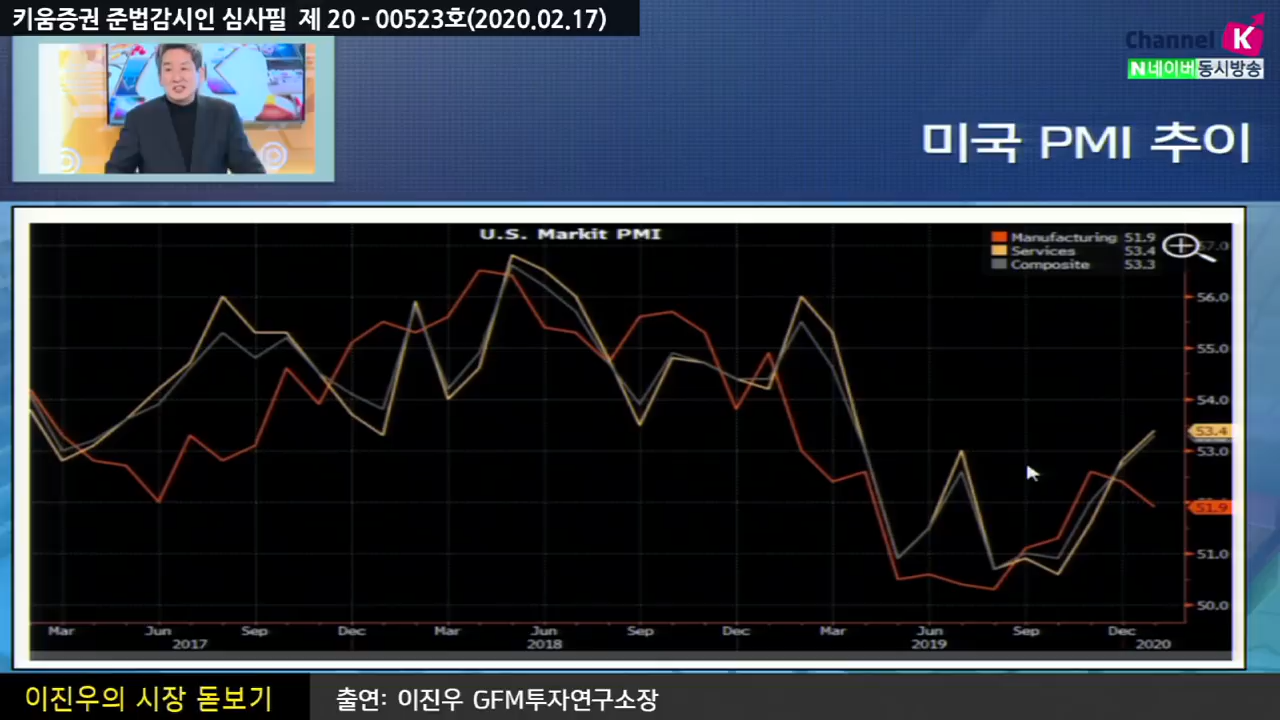 키움증권 준법감시인 심사필 제 20 - 00523호(2020.02.17)
Channel K
N네이버 동시방송
미국 PMI 추이
U.S. Markit PMI
Manufacturing 51.9
Services 53.4
Composite 53.3
57.0
56.0
55.0
54.0
53.4
53.0
51.9
51.0
50.0
Mar Jun Sep Dec Mar Jun Sep Dec Mar Jun Sep Dec
2017 2018 2019 2020
이진우의 시장 돋보기
출연: 이진우 GFM투자연구소장